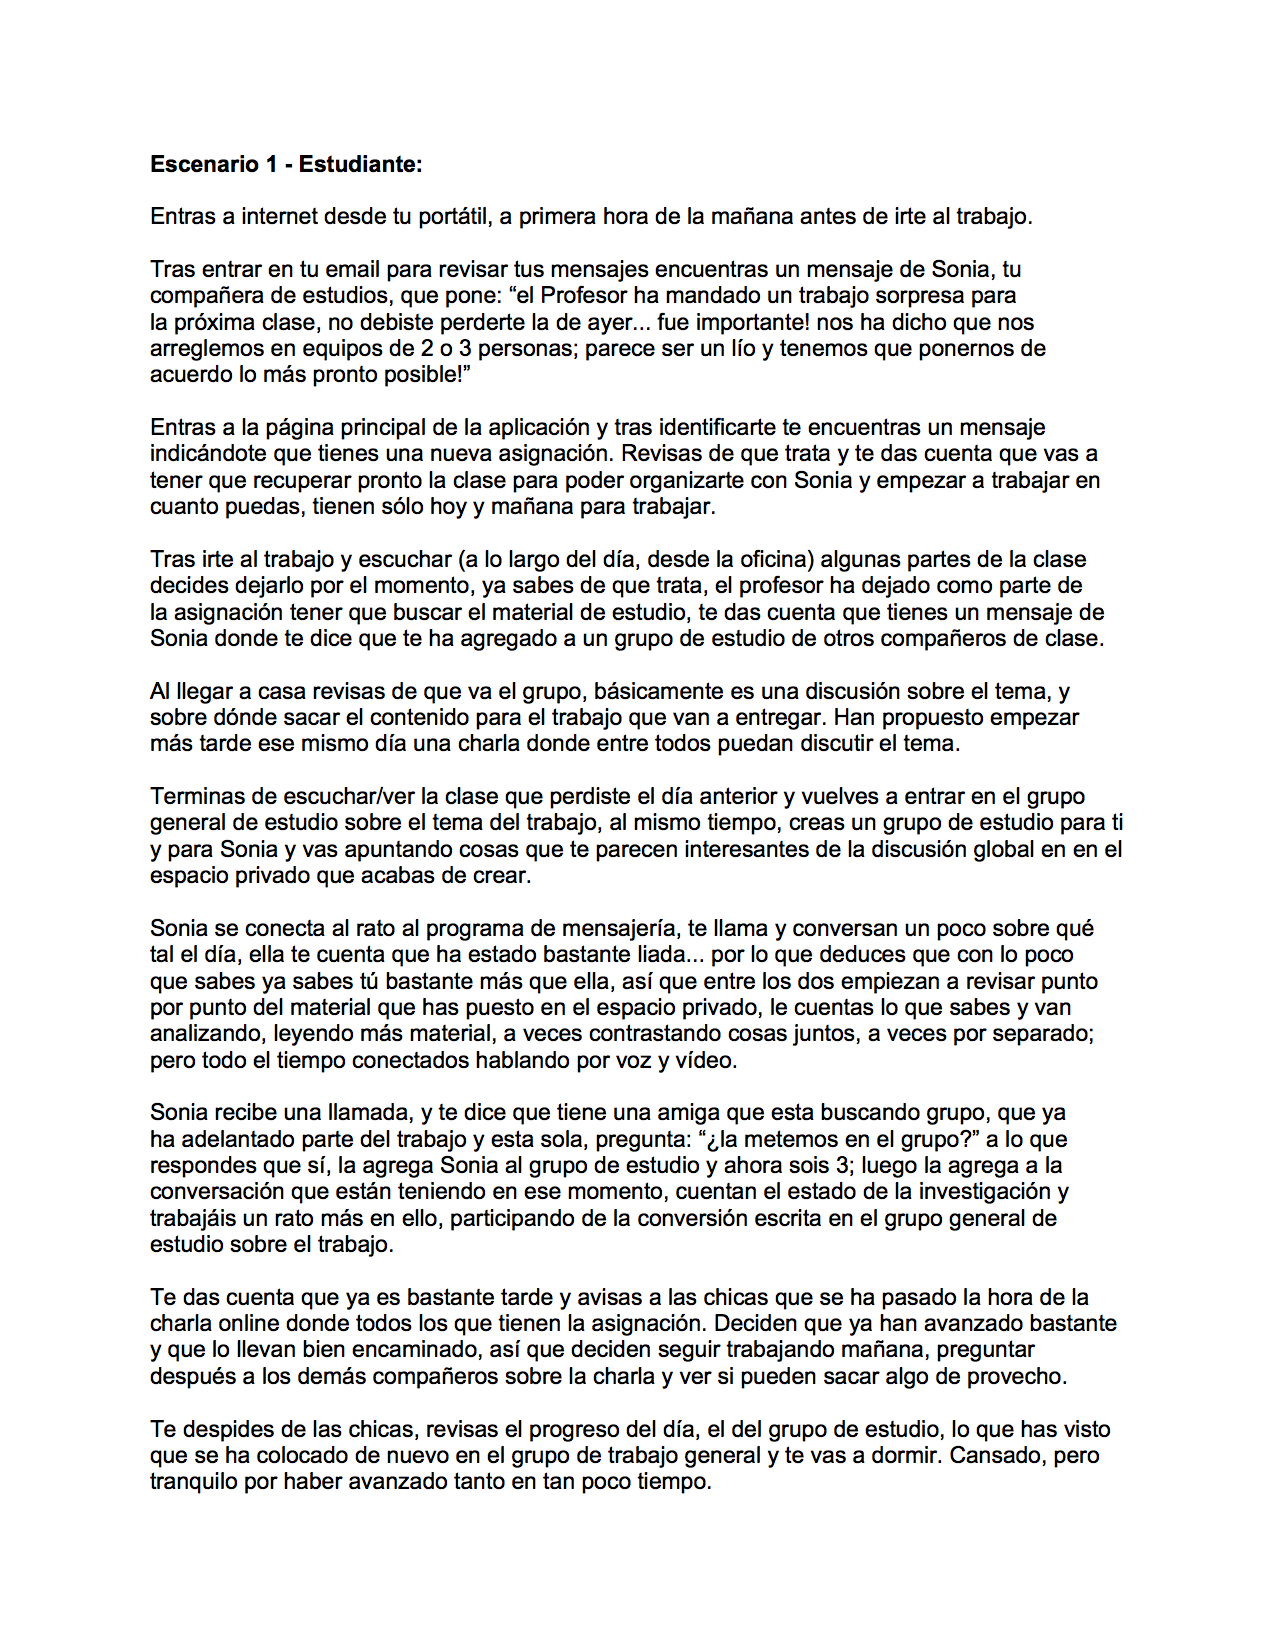 Escenario 1 - Estudiante:
Entras a internet desde tu portátil, a primera hora de la mañana antes de irte al trabajo.
Tras entrar en tu email para revisar tus mensajes encuentras un mensaje de Sonia, tu
compañera de estudios, que pone: “el Profesor ha mandado un trabajo sorpresa para
la próxima clase, no debiste perderte la de ayer... fue importante! nos ha dicho que nos
arreglemos en equipos de 2 o 3 personas; parece ser un lío y tenemos que ponernos de
acuerdo lo más pronto posible!”
Entras a la página principal de la aplicación y tras identificarte te encuentras un mensaje
indicándote que tienes una nueva asignación. Revisas de que trata y te das cuenta que vas a
tener que recuperar pronto la clase para poder organizarte con Sonia y empezar a trabajar en
cuanto puedas, tienen sólo hoy y mañana para trabajar.
Tras irte al trabajo y escuchar (a lo largo del día, desde la oficina) algunas partes de la clase
decides dejarlo por el momento, ya sabes de que trata, el profesor ha dejado como parte de
la asignación tener que buscar el material de estudio, te das cuenta que tienes un mensaje de
Sonia donde te dice que te ha agregado a un grupo de estudio de otros compañeros de clase.
Al llegar a casa revisas de que va el grupo, básicamente es una discusión sobre el tema, y
sobre dónde sacar el contenido para el trabajo que van a entregar. Han propuesto empezar
más tarde ese mismo día una charla donde entre todos puedan discutir el tema.
Terminas de escuchar/ver la clase que perdiste el día anterior y vuelves a entrar en el grupo
general de estudio sobre el tema del trabajo, al mismo tiempo, creas un grupo de estudio para ti
y para Sonia y vas apuntando cosas que te parecen interesantes de la discusión global en en el
espacio privado que acabas de crear.
Sonia se conecta al rato al programa de mensajería, te llama y conversan un poco sobre qué
tal el día, ella te cuenta que ha estado bastante liada... por lo que deduces que con lo poco
que sabes ya sabes tú bastante más que ella, así que entre los dos empiezan a revisar punto
por punto del material que has puesto en el espacio privado, le cuentas lo que sabes y van
analizando, leyendo más material, a veces contrastando cosas juntos, a veces por separado;
pero todo el tiempo conectados hablando por voz y vídeo.
Sonia recibe una llamada, y te dice que tiene una amiga que esta buscando grupo, que ya
ha adelantado parte del trabajo y esta sola, pregunta: “¿la metemos en el grupo?” a lo que
respondes que sí, la agrega Sonia al grupo de estudio y ahora sois 3; luego la agrega a la
conversación que están teniendo en ese momento, cuentan el estado de la investigación y
trabajáis un rato más en ello, participando de la conversión escrita en el grupo general de
estudio sobre el trabajo.
Te das cuenta que ya es bastante tarde y avisas a las chicas que se ha pasado la hora de la
charla online donde todos los que tienen la asignación. Deciden que ya han avanzado bastante
y que lo llevan bien encaminado, así que deciden seguir trabajando mañana, preguntar
después a los demás compañeros sobre la charla y ver si pueden sacar algo de provecho.
Te despides de las chicas, revisas el progreso del día, el del grupo de estudio, lo que has visto
que se ha colocado de nuevo en el grupo de trabajo general y te vas a dormir. Cansado, pero
tranquilo por haber avanzado tanto en tan poco tiempo.